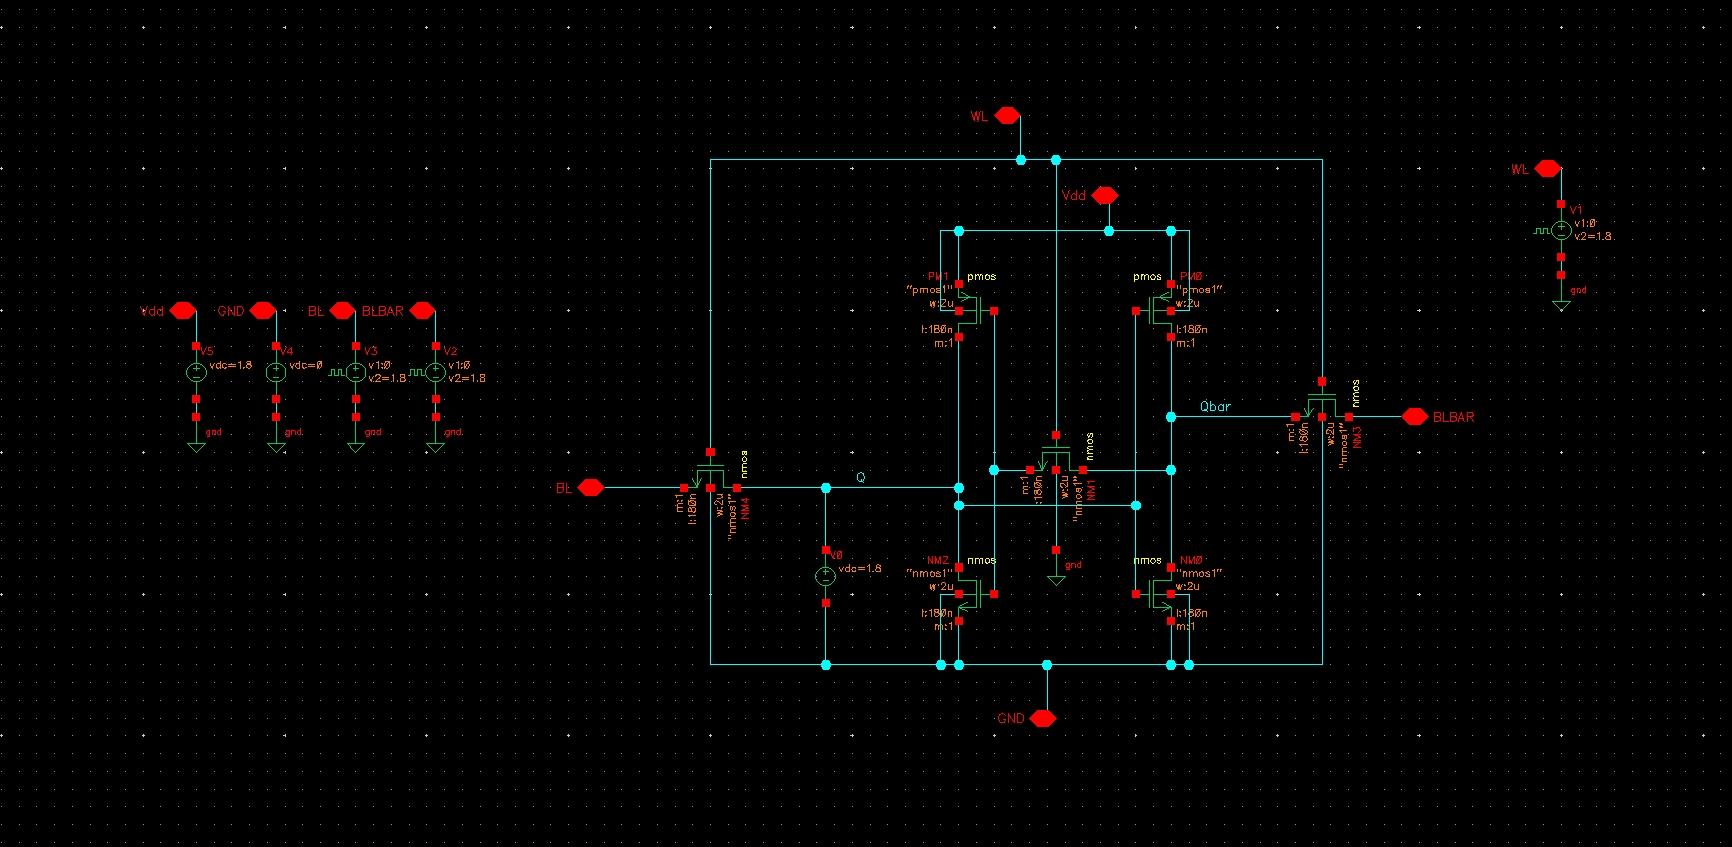 WL
WL
V1
v1:0
v2=1.8
gnd
Vdd
PM1
pmos
"pmos1"
w:2u
l:180n
m:1
pmos
PM0
"pmos1"
w:2u
l:180n
m:1
Vdd
V5
vdc=1.8
gnd
GND
V4
vdc=0
gnd
BL
V3
v1:0
v2=1.8
gnd
BLBAR
V2
v1:0
v2=1.8
gnd
Qbar
nmos
m:1
l:180n
w:2u
"nmos1"
NM3
BLBAR
nmos
m:1
l:180n
w:2u
"nmos1"
NM1
gnd
BL
nmos
m:1
l:180n
w:2u
"nmos1"
NM4
Q
V0
vdc=1.8
NM2
nmos
"nmos1"
w:2u
l:180n
m:1
nmos
NM0
"nmos1"
w:2u
l:180n
m:1
GND